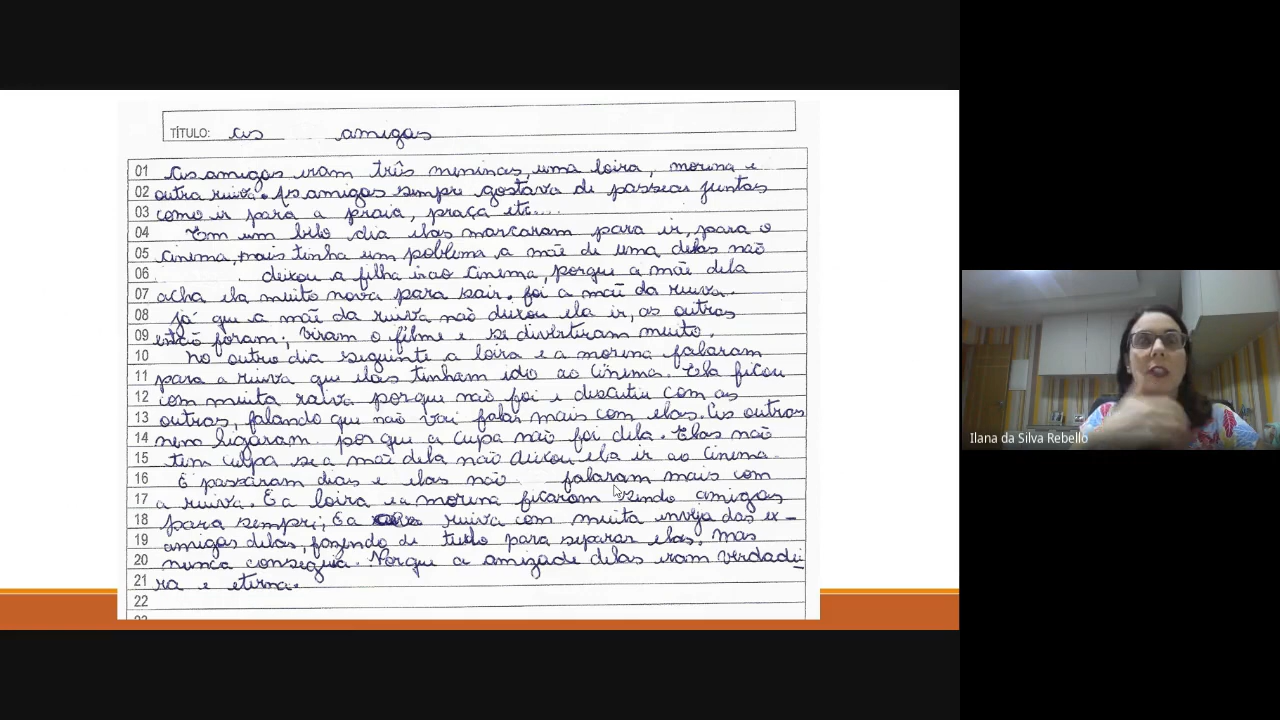 TÍTULO: As amigas
01 As amigas eram três meninas, uma loira, morena e
02 outra ruiva. As amigas sempre gostava de passear juntas
03 como ir para a praia, praça etc...
04 Em um belo dia elas marcaram para ir, para o
05 cinema, mais tinha um poblema a mãe de uma delas não
06 deixou a filha ir ao cinema, porque a mãe dela
07 acha ela muito nova para sair. foi a mãe da ruiva.
08 já que a mãe da ruiva não deixou ela ir, as outras
09 então foram; viram o filme e se divertiram muito.
10 No outro dia seguinte a loira e a morena falaram
11 para a ruiva que elas tinham ido ao cinema. Ela ficou
12 com muita raiva porque não foi e discutiu com as
13 outras, falando que não vai falar mais com elas. As outras
14 nem ligaram porque a cupa não foi dela. Elas não
15 tem culpa se a mãe dela não deixou ela ir ao cinema.
16 E passaram dias e elas não falaram mais com
17 a ruiva. E a loira e a morena ficaram sendo amigas
18 para sempre; E a ruiva com muita inveja das ex-
19 amigas delas, fazendo de tudo para separar elas. Mas
20 nunca conseguia. Porque a amizade delas eram verdadei
21 ra e eterna.
22
Ilana da Silva Rebello